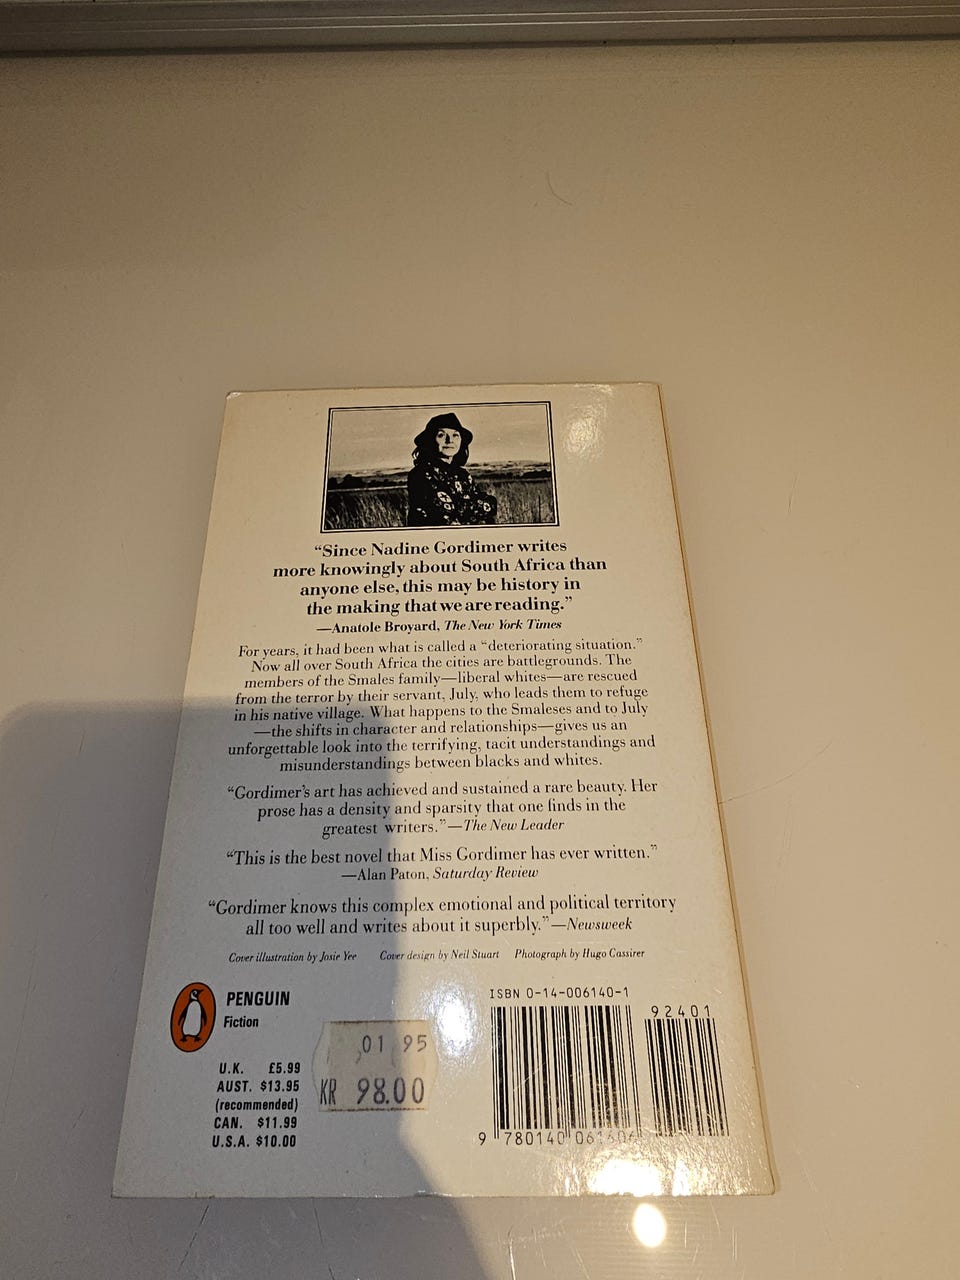 “Since Nadine Gordimer writes
more knowingly about South Africa than
anyone else, this may be history in
the making that we are reading.”
—Anatole Broyard, The New York Times
For years, it had been what is called a “deteriorating situation.”
Now all over South Africa the cities are battlegrounds. The
members of the Smales family—liberal whites—are rescued
from the terror by their servant, July, who leads them to refuge
in his native village. What happens to the Smaleses and to July
—the shifts in character and relationships—gives us an
unforgettable look into the terrifying, tacit understandings and
misunderstandings between blacks and whites.
“Gordimer's art has achieved and sustained a rare beauty. Her
prose has a density and sparsity that one finds in the
greatest writers.”—The New Leader
“This is the best novel that Miss Gordimer has ever written.”
—Alan Paton, Saturday Review
“Gordimer knows this complex emotional and political territory
all too well and writes about it superbly.”—Newsweek
Cover illustration by Josie Yee Cover design by Neil Stuart Photograph by Hugo Cassirer
PENGUIN
Fiction
U.K. £5.99
AUST. $13.95
(recommended)
CAN. $11.99
U.S.A. $10.00
01 95
KR 98.00
ISBN 0-14-006140-1
92401
9 780140 061406